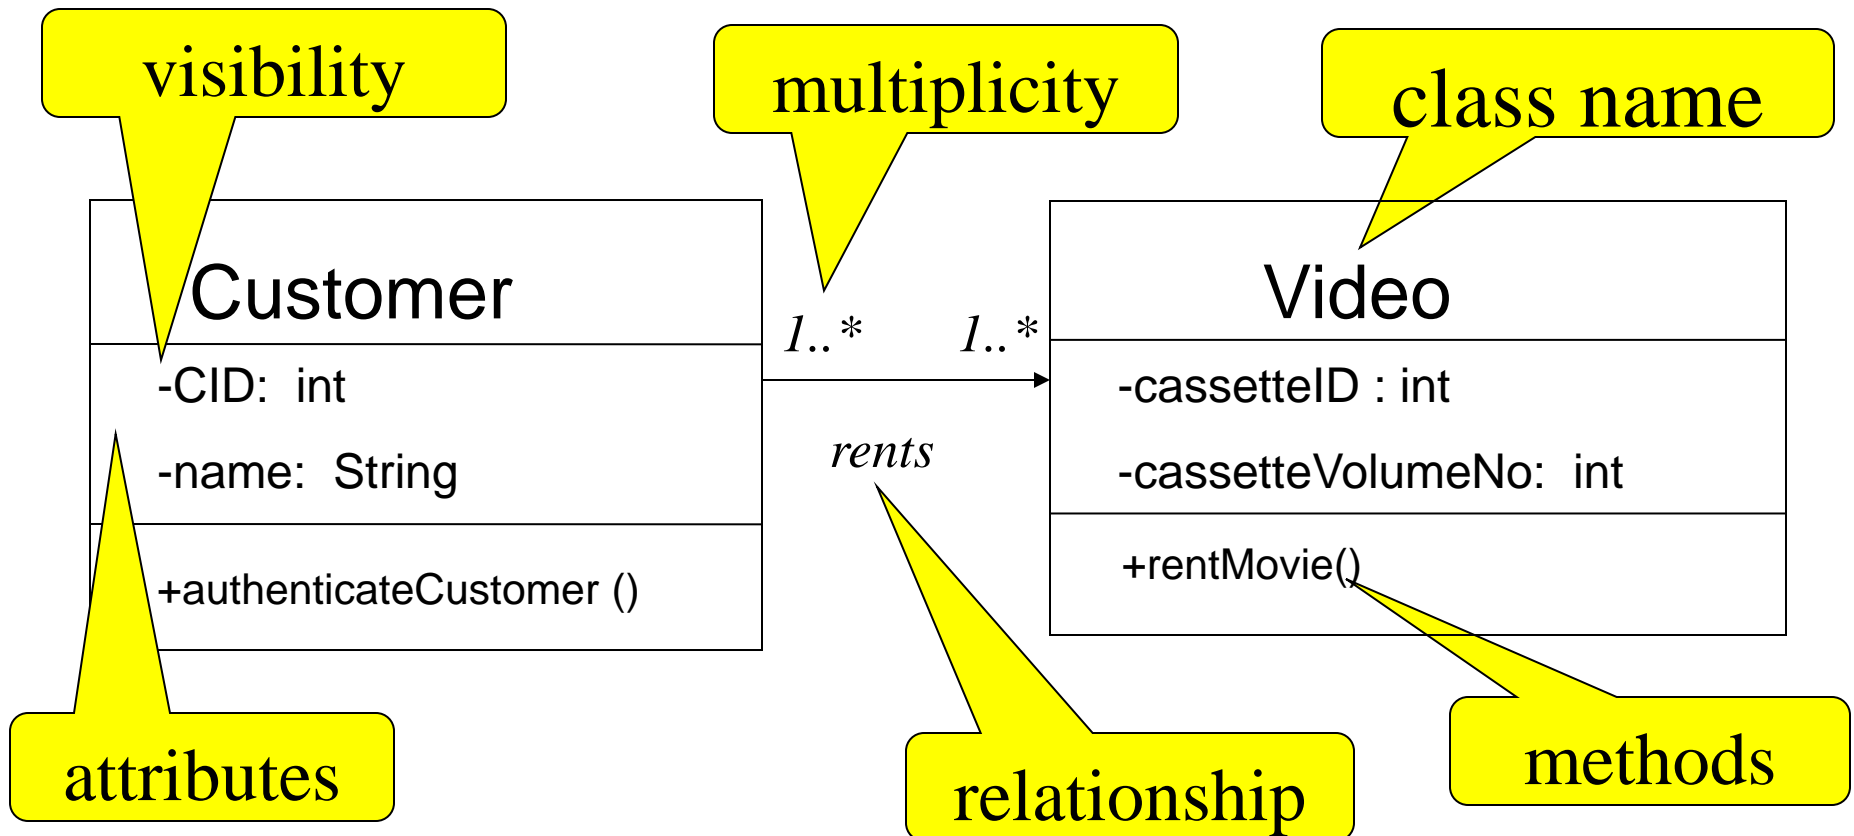 visibility
multiplicity
class name
Customer
-CID: int
-name: String
+authenticateCustomer ()
1..*
1..*
rents
Video
-cassetteID : int
-cassetteVolumeNo: int
+rentMovie()
attributes
relationship
methods